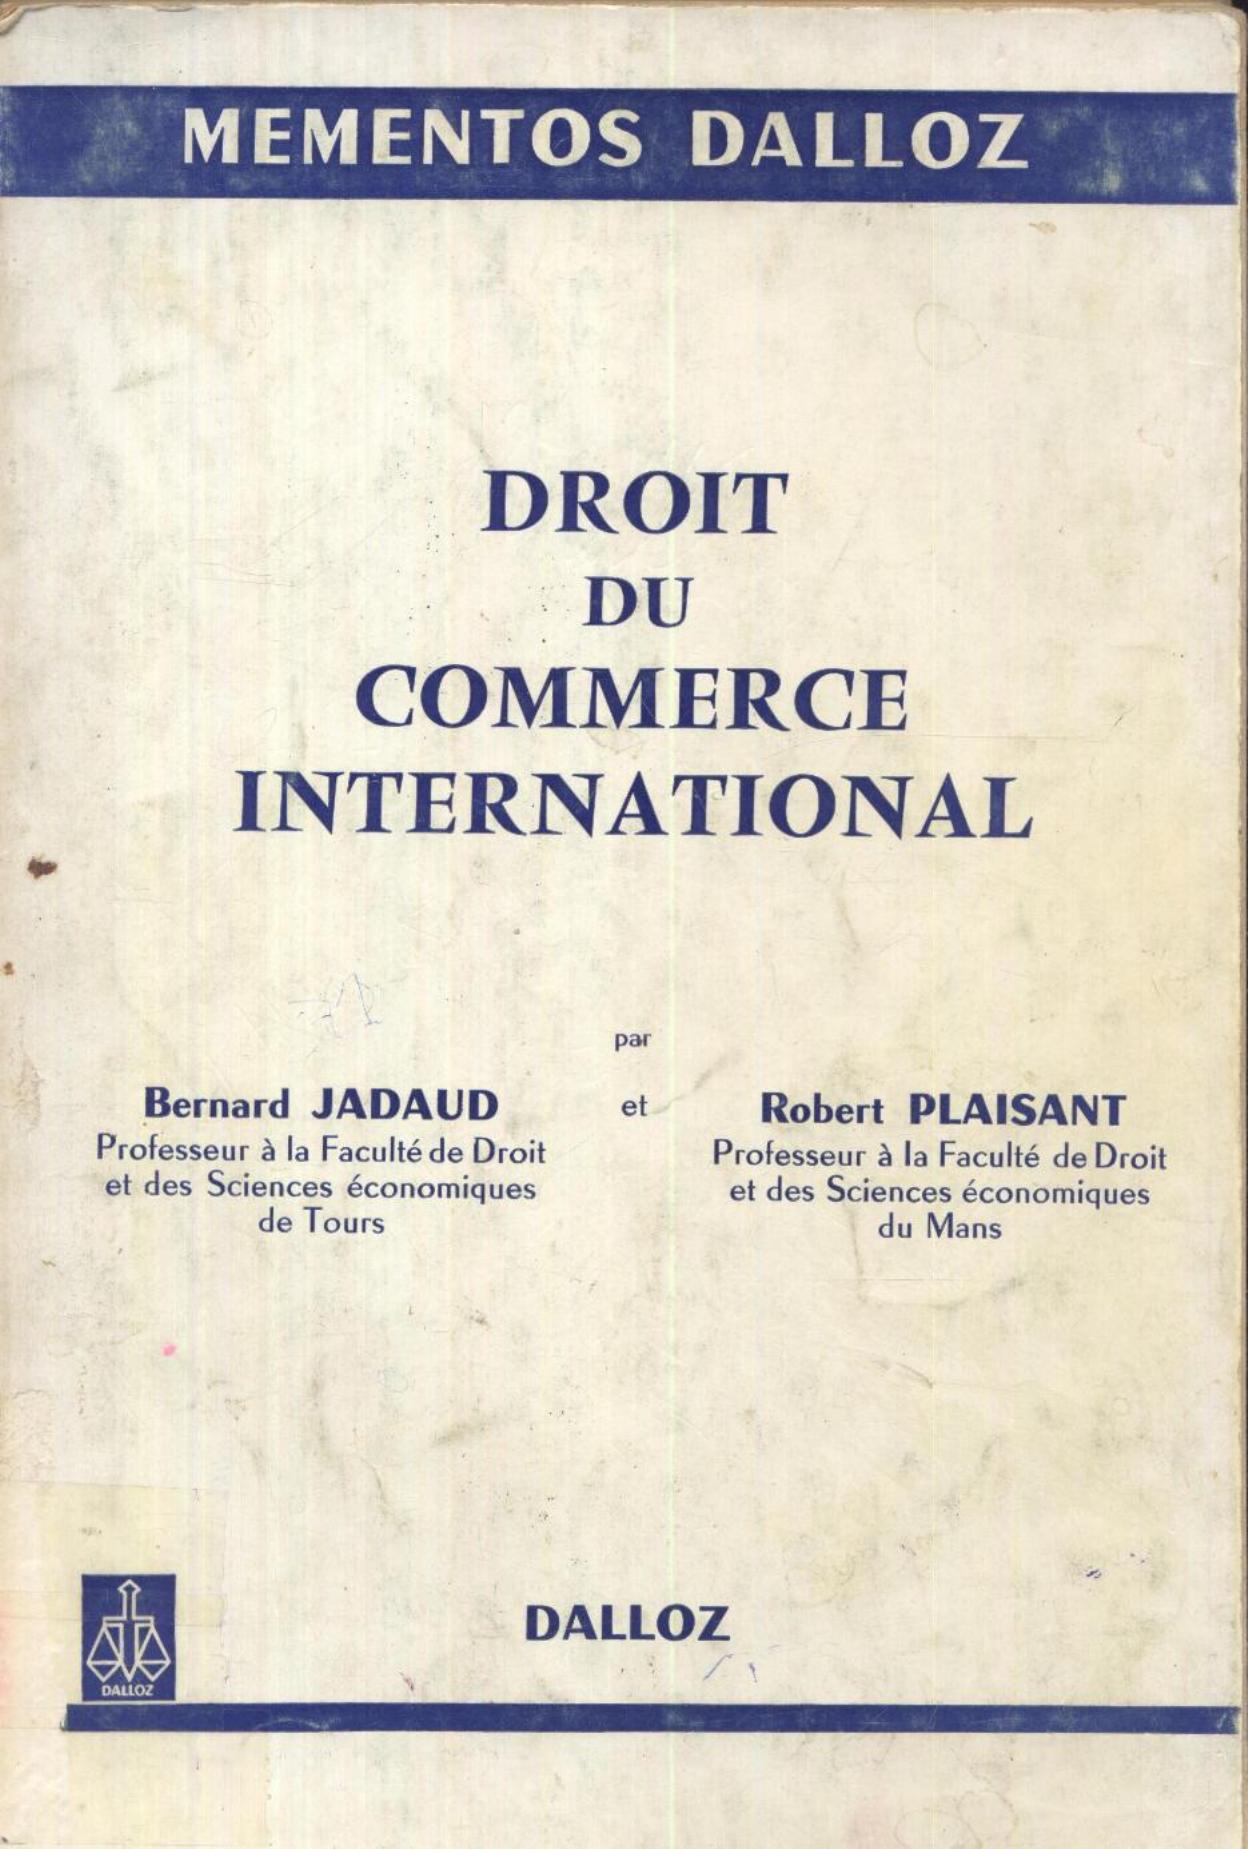 MEMENTOS DALLOZ
DROIT
DU
COMMERCE
INTERNATIONAL
par
Bernard JADAUD
Professeur à la Faculté de Droit
et des Sciences économiques
de Tours
et
Robert PLAISANT
Professeur à la Faculté de Droit
et des Sciences économiques
du Mans
DALLOZ
DALLOZ